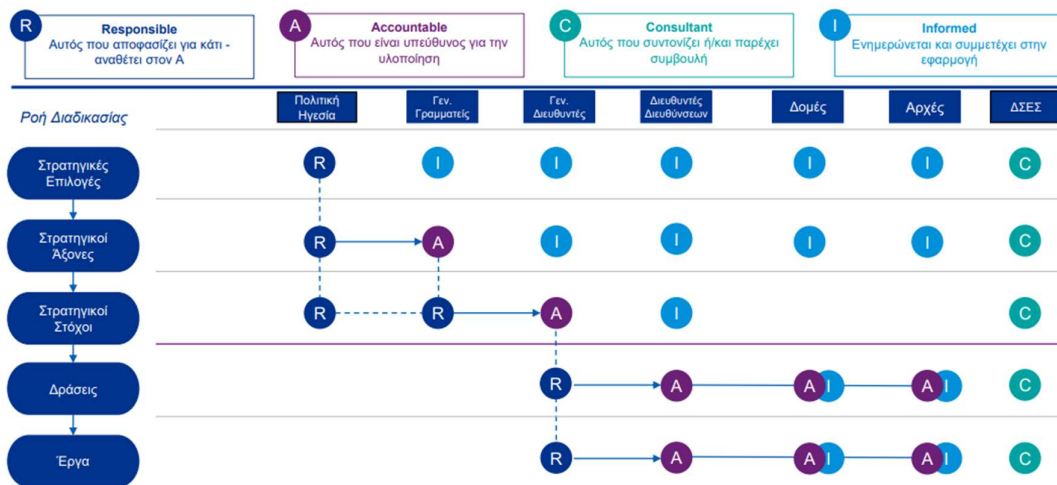 R
Responsible
Αυτός που αποφασίζει για κάτι -
αναθέτει στον Α
A
Accountable
Αυτός που είναι υπεύθυνος για την
υλοποίηση
C
Consultant
Αυτός που συντονίζει ή/και παρέχει
συμβουλή
I
Informed
Ενημερώνεται και συμμετέχει στην
εφαρμογή
Ροή Διαδικασίας
Πολιτική
Ηγεσία
Γεν.
Γραμματείς
Γεν.
Διευθυντές
Διευθυντές
Διευθύνσεων
Δομές
Αρχές
ΔΣΕΣ
Στρατηγικές
Επιλογές
R I I I I I C
Στρατηγικοί
Άξονες
R A I I I I C
Στρατηγικοί
Στόχοι
R R A I C
Δράσεις
R A A I A I C
Έργα
R A A I A I C